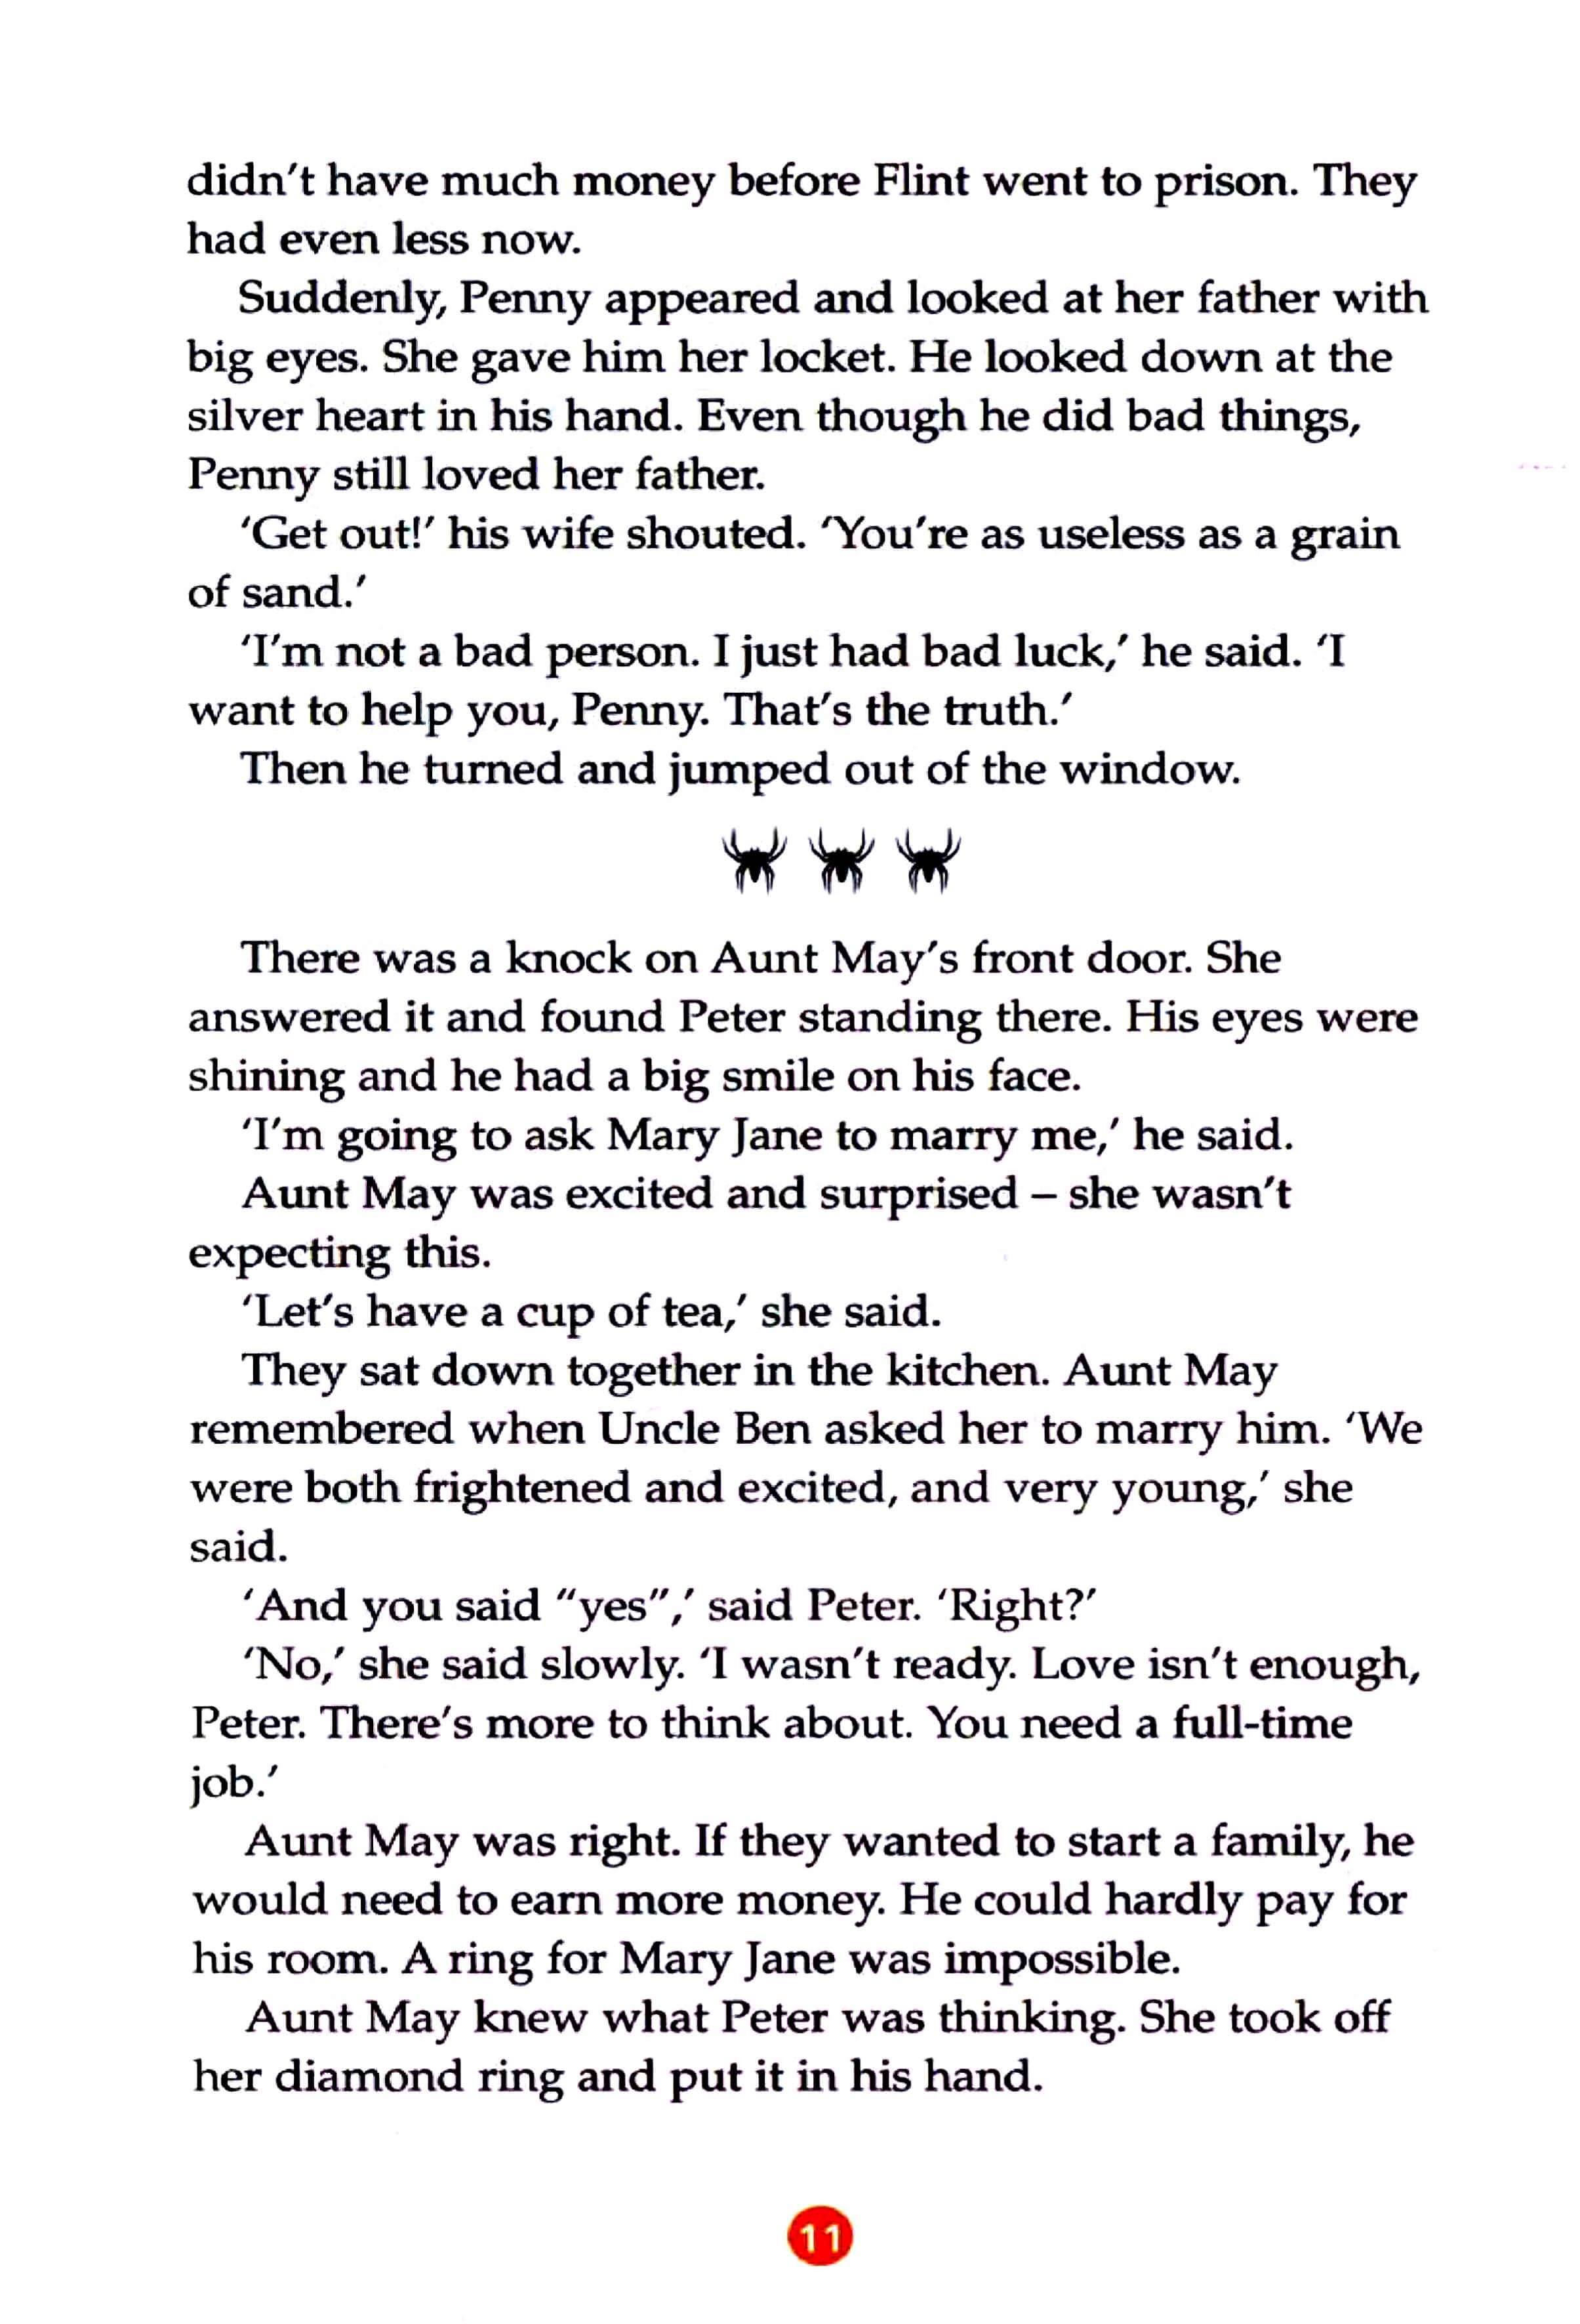 didn't have much money before Flint went to prison. They
had even less now.
Suddenly, Penny appeared and looked at her father with
big eyes. She gave him her locket. He looked down at the
silver heart in his hand. Even though he did bad things,
Penny still loved her father.
‘Get out!’ his wife shouted. ‘You're as useless as a grain
of sand.’
‘I'm not a bad person. I just had bad luck,’ he said. ‘I
want to help you, Penny. That's the truth.’
Then he turned and jumped out of the window.
There was a knock on Aunt May's front door. She
answered it and found Peter standing there. His eyes were
shining and he had a big smile on his face.
‘I'm going to ask Mary Jane to marry me,’ he said.
Aunt May was excited and surprised – she wasn't
expecting this.
‘Let's have a cup of tea,’ she said.
They sat down together in the kitchen. Aunt May
remembered when Uncle Ben asked her to marry him. ‘We
were both frightened and excited, and very young,’ she
said.
‘And you said “yes”,’ said Peter. ‘Right?’
‘No,’ she said slowly. ‘I wasn't ready. Love isn't enough,
Peter. There's more to think about. You need a full-time
job.’
Aunt May was right. If they wanted to start a family, he
would need to earn more money. He could hardly pay for
his room. A ring for Mary Jane was impossible.
Aunt May knew what Peter was thinking. She took off
her diamond ring and put it in his hand.
11